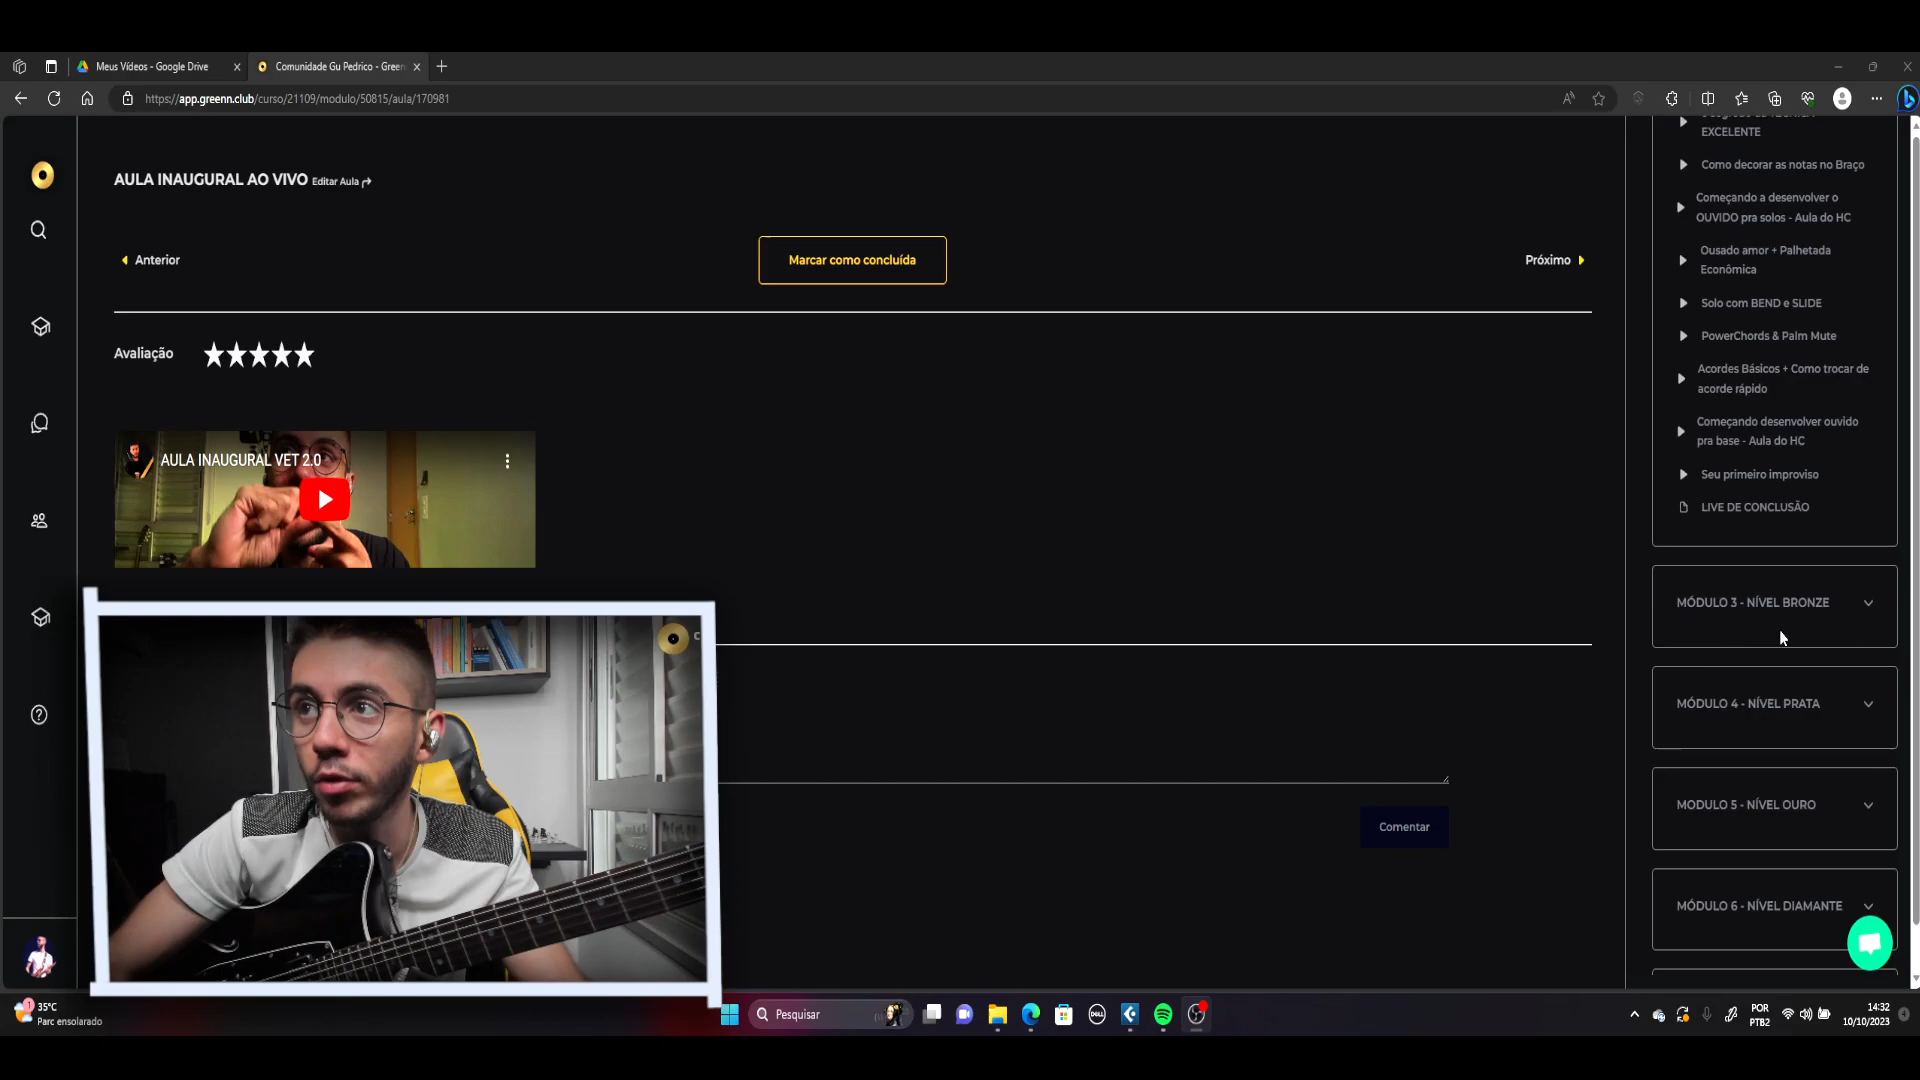 Meus Vídeos - Google Drive
Comunidade Gu Pedrico - Green
https://app.greenn.club/curso/21109/modulo/50815/aula/170981
AULA INAUGURAL AO VIVO Editar Aula
Anterior
Marcar como concluída
Próximo
Avaliação
AULA INAUGURAL VET 2.0
Comentar
EXCELENTE
Como decorar as notas no Braço
Começando a desenvolver o
OUVIDO pra solos - Aula do HC
Ousado amor + Palhetada
Econômica
Solo com BEND e SLIDE
PowerChords & Palm Mute
Acordes Básicos + Como trocar de
acorde rápido
Começando desenvolver ouvido
pra base - Aula do HC
Seu primeiro improviso
LIVE DE CONCLUSÃO
MÓDULO 3 - NÍVEL BRONZE
MÓDULO 4 - NÍVEL PRATA
MODULO 5 - NÍVEL OURO
MÓDULO 6 - NÍVEL DIAMANTE
1
35°C
Parc ensolarado
Pesquisar
DELL
POR
PTB2
14:32
10/10/2023
4